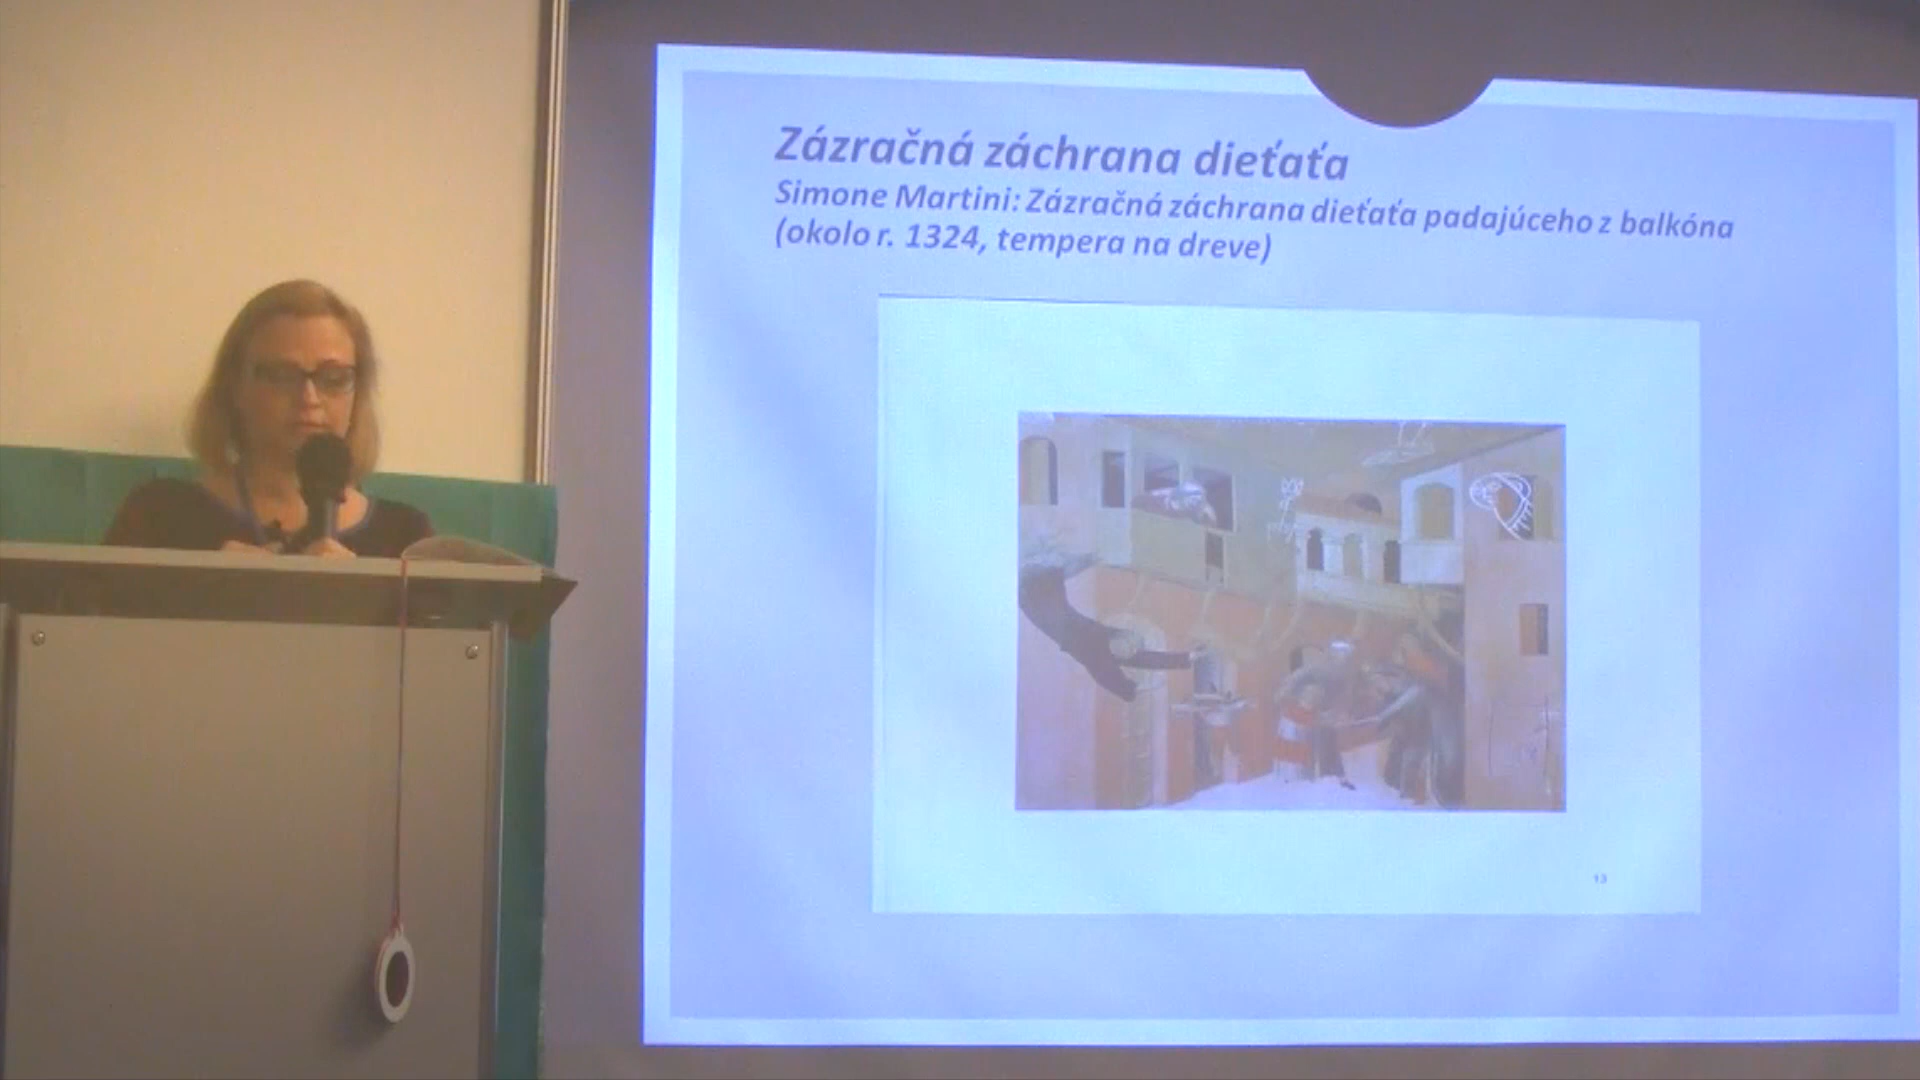 Zázračná záchrana dieťaťa
Simone Martini: Zázračná záchrana dieťaťa padajúceho z balkóna
(okolo r. 1324, tempera na dreve)
13